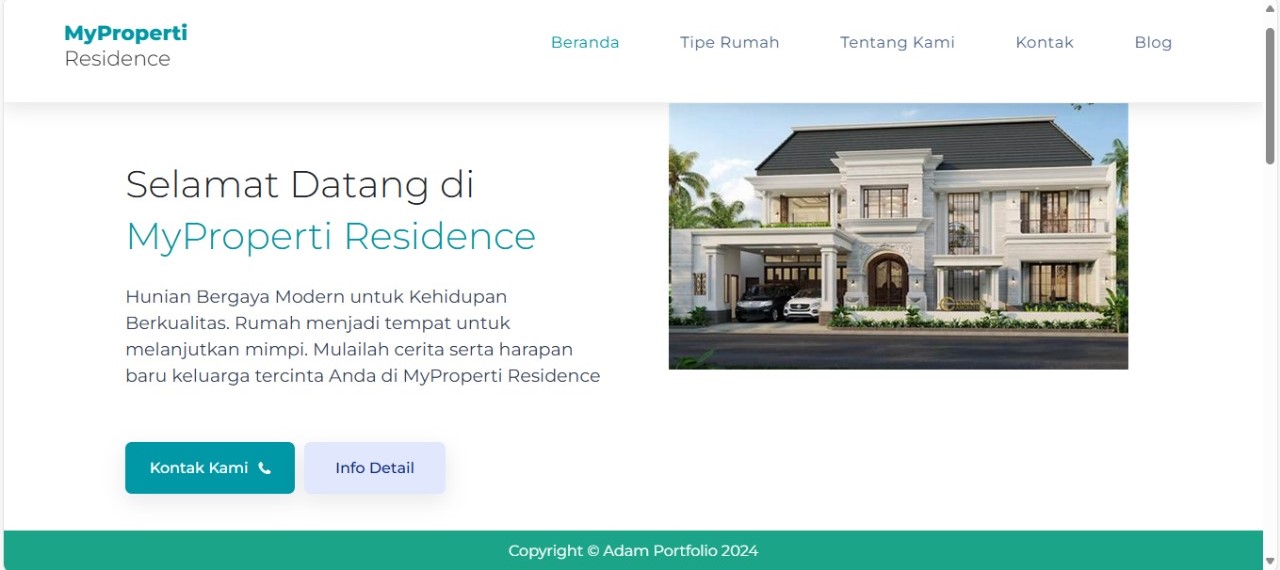 MyProperti
Residence
Beranda
Tipe Rumah
Tentang Kami
Kontak
Blog
Selamat Datang di
MyProperti Residence
Hunian Bergaya Modern untuk Kehidupan
Berkualitas. Rumah menjadi tempat untuk
melanjutkan mimpi. Mulailah cerita serta harapan
baru keluarga tercinta Anda di MyProperti Residence
Kontak Kami
Info Detail
Copyright © Adam Portfolio 2024